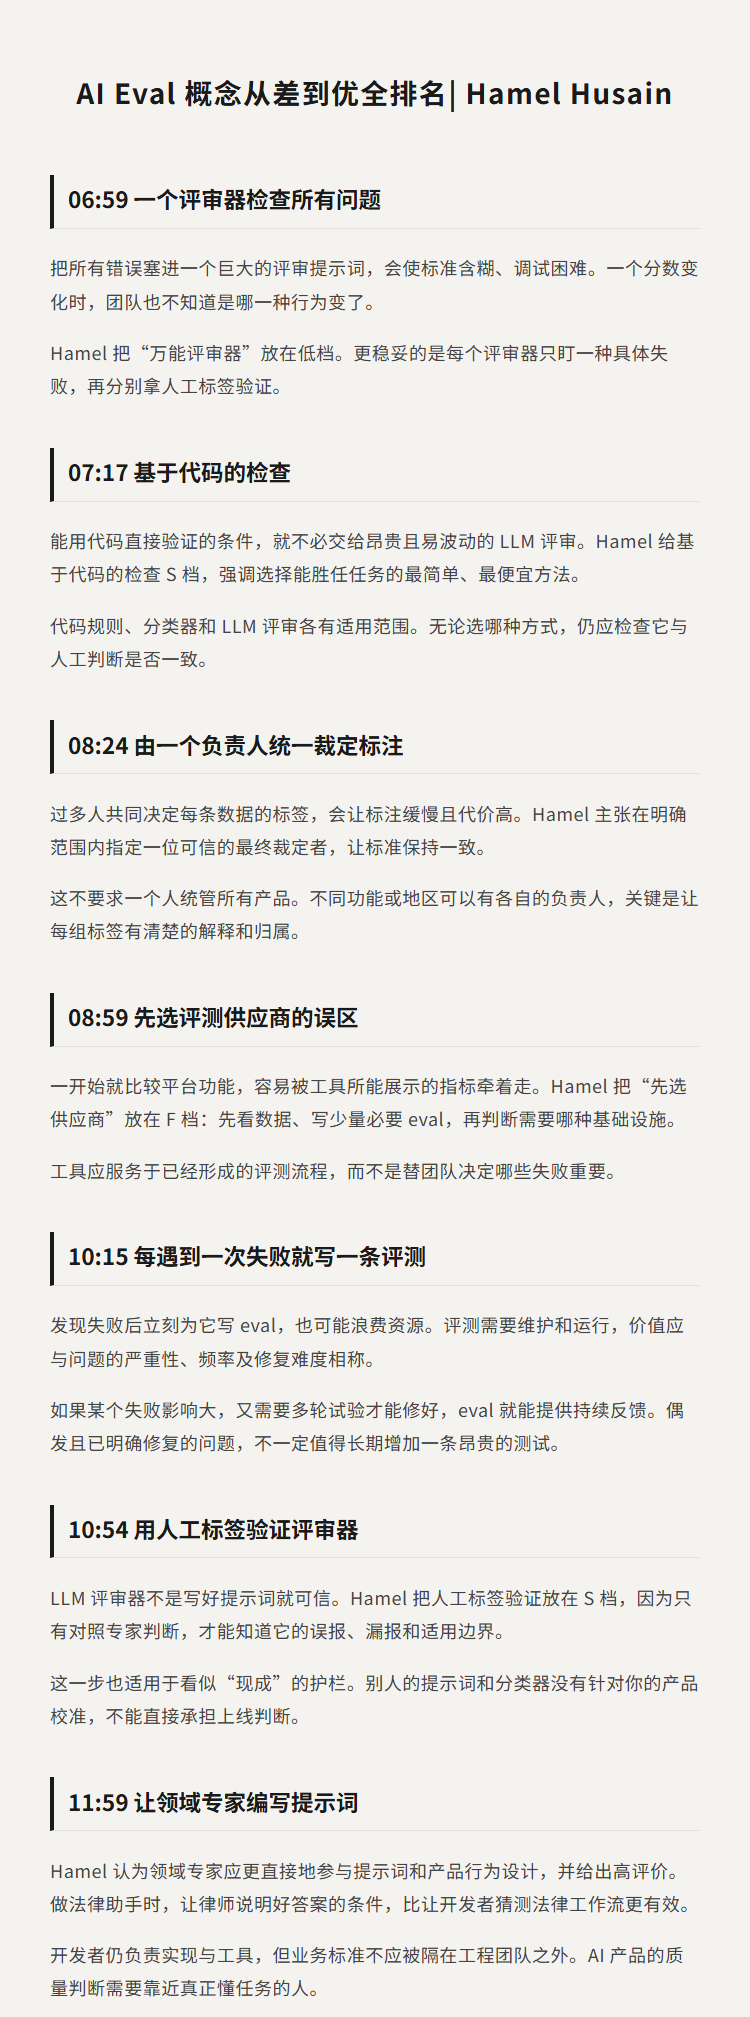 AI Eval 概念从差到优全排名| Hamel Husain
06:59 一个评审器检查所有问题
把所有错误塞进一个巨大的评审提示词，会使标准含糊、调试困难。一个分数变
化时，团队也不知道是哪一种行为变了。
Hamel 把“万能评审器”放在低档。更稳妥的是每个评审器只盯一种具体失
败，再分别拿人工标签验证。
07:17 基于代码的检查
能用代码直接验证的条件，就不必交给昂贵且易波动的 LLM 评审。Hamel 给基
于代码的检查 S 档，强调选择能胜任任务的最简单、最便宜方法。
代码规则、分类器和 LLM 评审各有适用范围。无论选哪种方式，仍应检查它与
人工判断是否一致。
08:24 由一个负责人统一裁定标注
过多人共同决定每条数据的标签，会让标注缓慢且代价高。Hamel 主张在明确
范围内指定一位可信的最终裁定者，让标准保持一致。
这不要求一个人统管所有产品。不同功能或地区可以有各自的负责人，关键是让
每组标签有清楚的解释和归属。
08:59 先选评测供应商的误区
一开始就比较平台功能，容易被工具所能展示的指标牵着走。Hamel 把“先选
供应商”放在 F 档：先看数据、写少量必要 eval，再判断需要哪种基础设施。
工具应服务于已经形成的评测流程，而不是替团队决定哪些失败重要。
10:15 每遇到一次失败就写一条评测
发现失败后立刻为它写 eval，也可能浪费资源。评测需要维护和运行，价值应
与问题的严重性、频率及修复难度相称。
如果某个失败影响大，又需要多轮试验才能修好，eval 就能提供持续反馈。偶
发且已明确修复的问题，不一定值得长期增加一条昂贵的测试。
10:54 用人工标签验证评审器
LLM 评审器不是写好提示词就可信。Hamel 把人工标签验证放在 S 档，因为只
有对照专家判断，才能知道它的误报、漏报和适用边界。
这一步也适用于看似“现成”的护栏。别人的提示词和分类器没有针对你的产品
校准，不能直接承担上线判断。
11:59 让领域专家编写提示词
Hamel 认为领域专家应更直接地参与提示词和产品行为设计，并给出高评价。
做法律助手时，让律师说明好答案的条件，比让开发者猜测法律工作流更有效。
开发者仍负责实现与工具，但业务标准不应被隔在工程团队之外。AI 产品的质
量判断需要靠近真正懂任务的人。